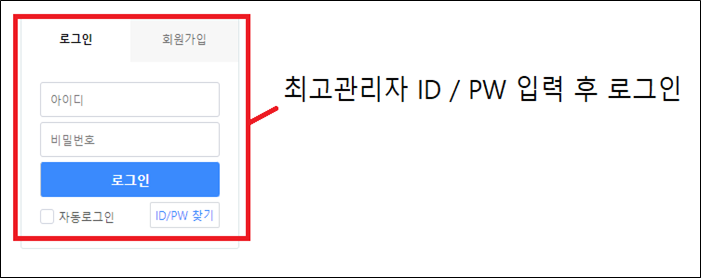 로그인 회원가입
아이디
비밀번호
로그인
자동로그인 ID/PW 찾기
최고관리자 ID / PW 입력 후 로그인